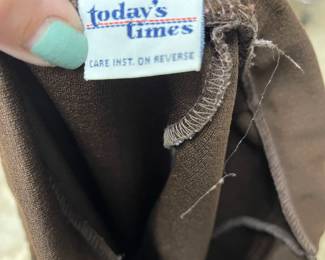 today's
times
CARE INST. ON REVERSE